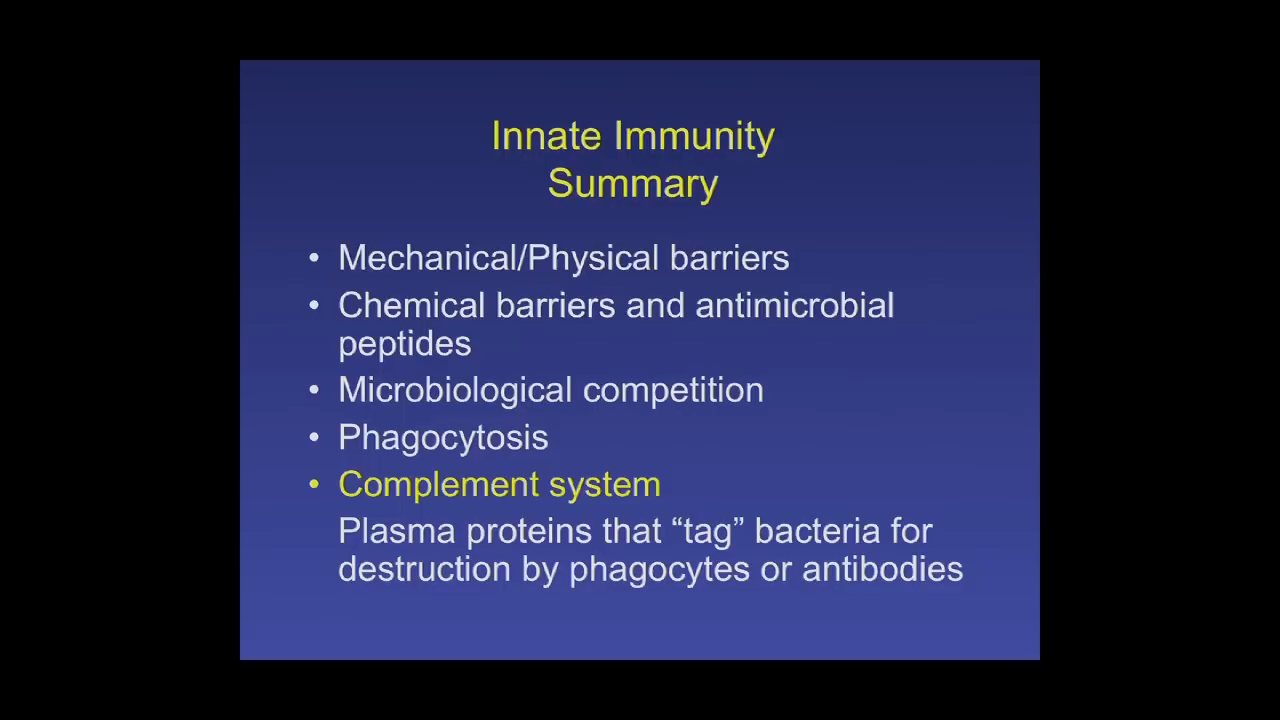 Innate Immunity
Summary
• Mechanical/Physical barriers
• Chemical barriers and antimicrobial
peptides
• Microbiological competition
• Phagocytosis
• Complement system
Plasma proteins that “tag” bacteria for
destruction by phagocytes or antibodies